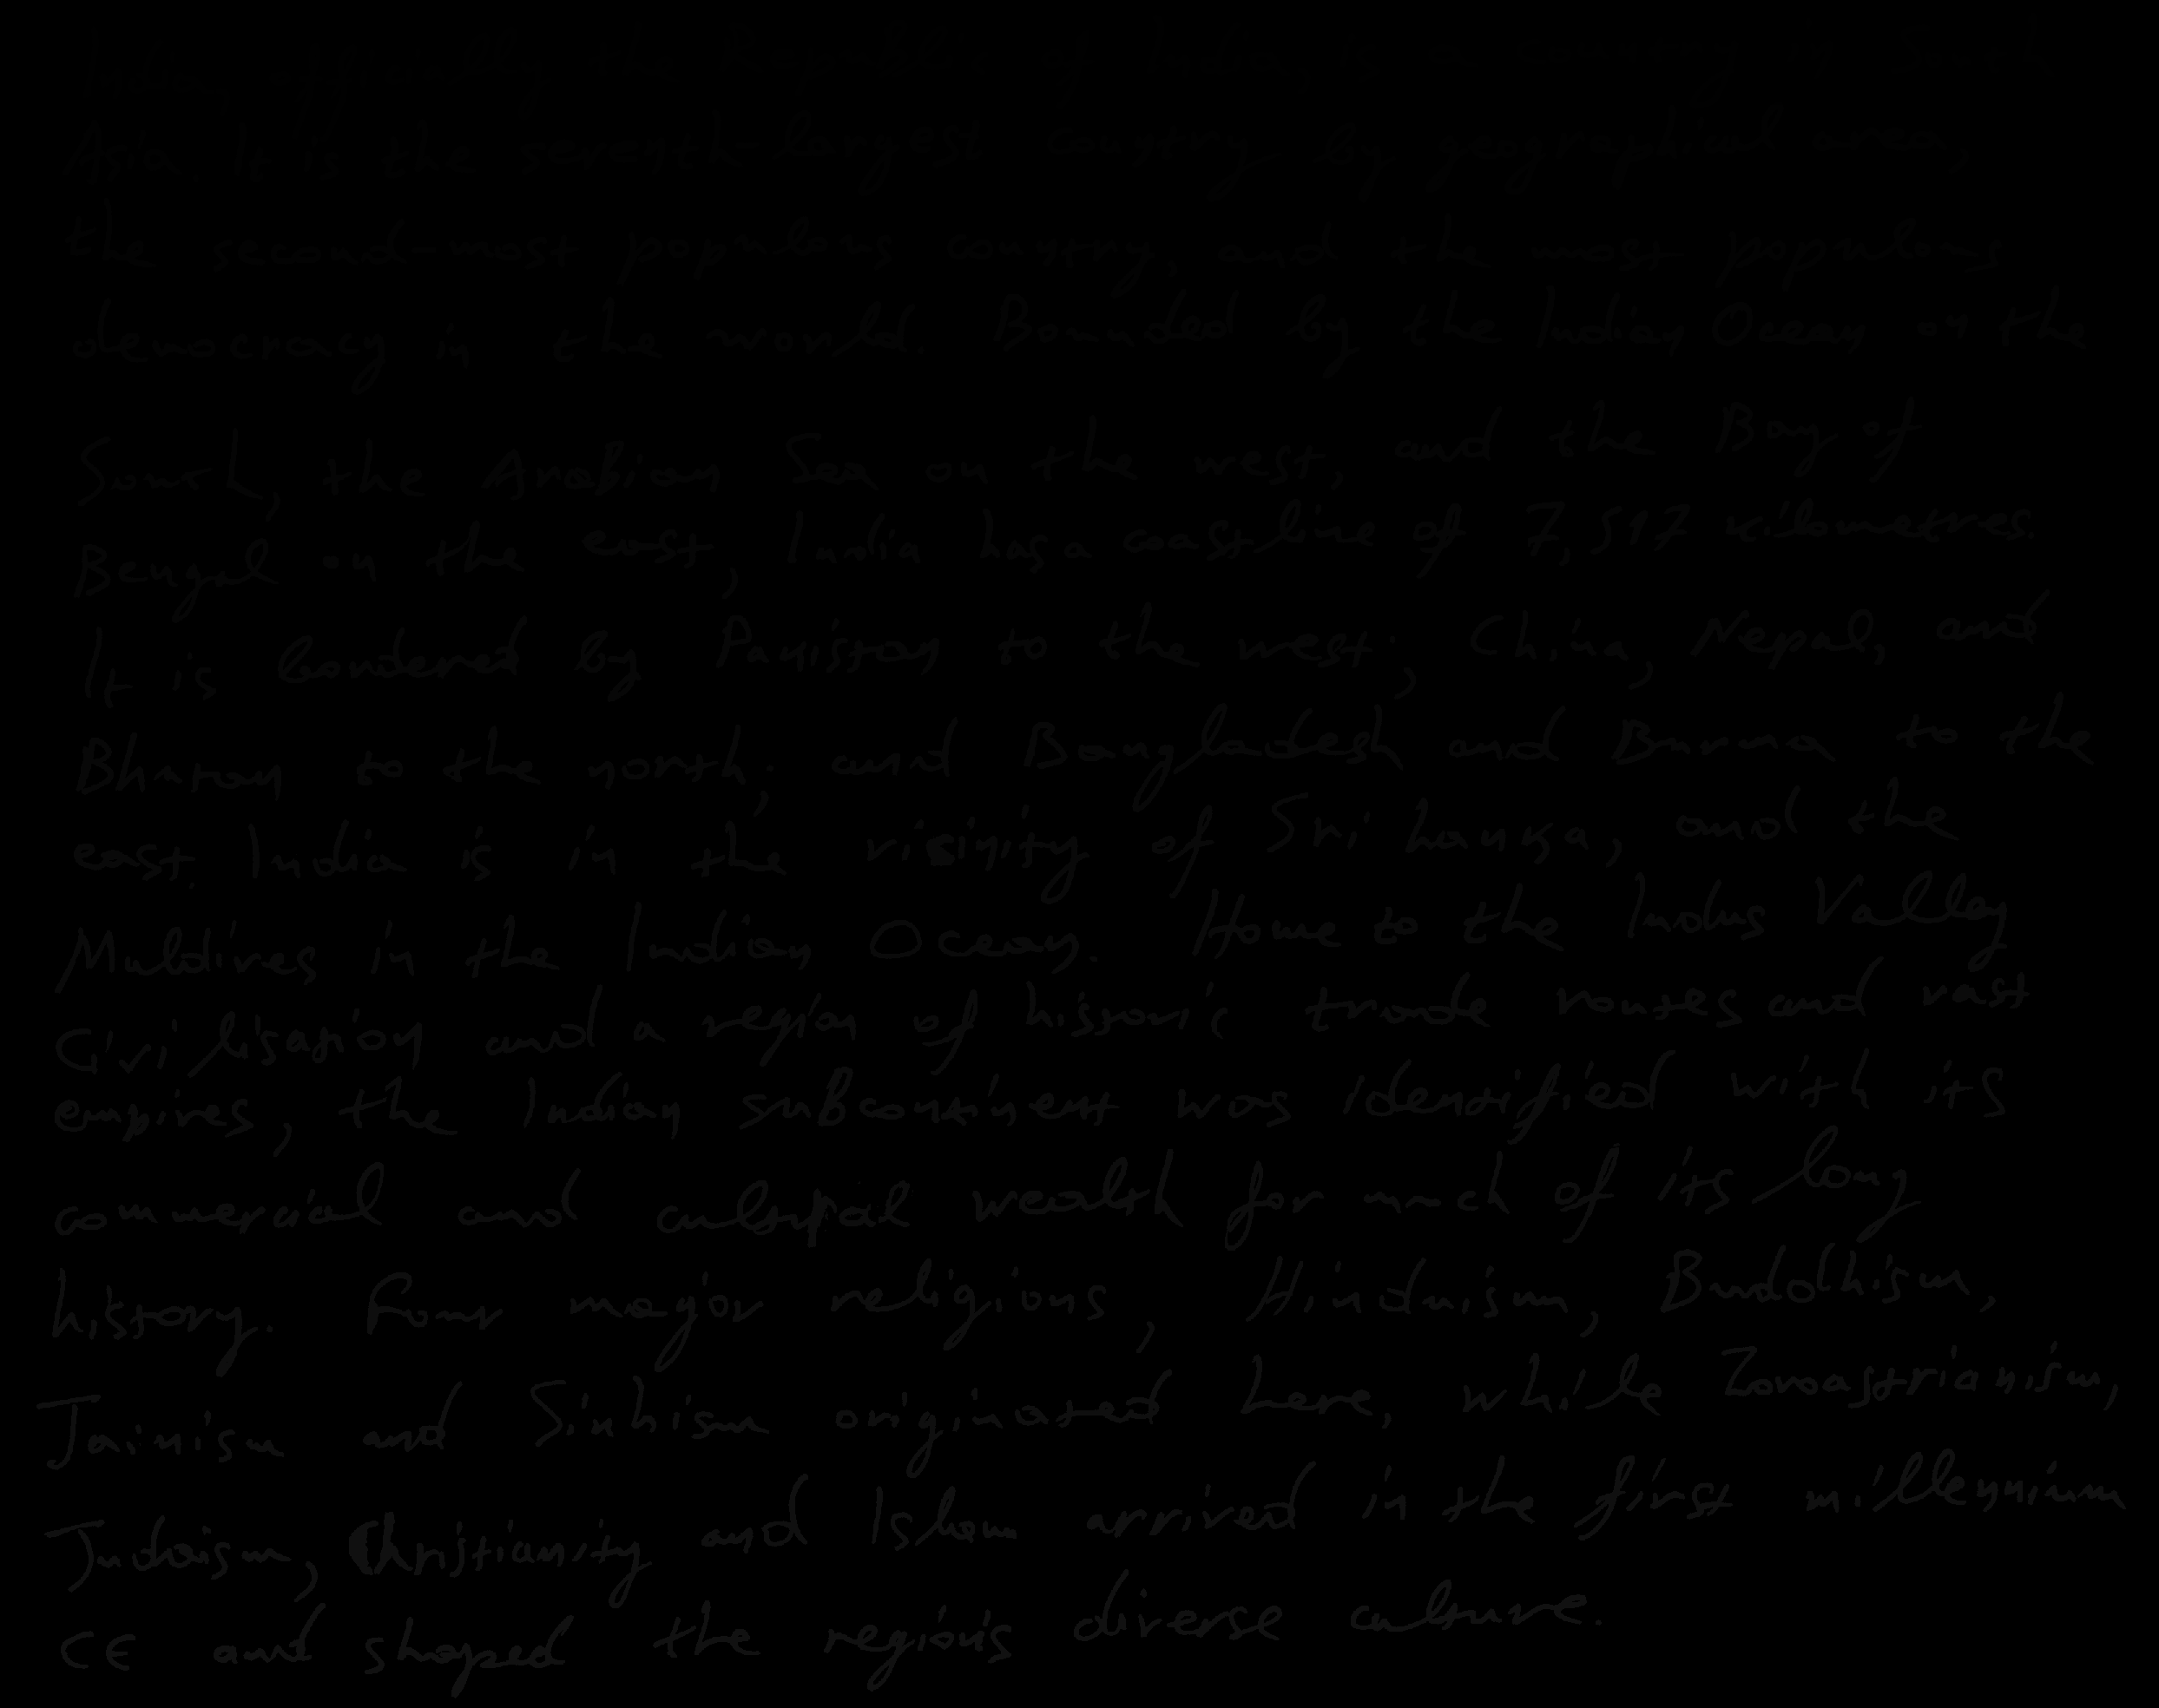 India, officially the Republic of India, is a country in South
Asia. It is the seventh-largest country by geographical area,
the second-most populous country, and the most populous
democracy in the world. Bounded by the Indian Ocean on the
South, the Arabian Sea on the west, and the Bay of
Bengal on the east, India has a coastline of 7,517 kilometres.
It is bordered by Pakistan to the west; China, Nepal, and
Bhutan to the north; and Bangladesh and Burma to the
east. India is in the vicinity of Sri Lanka, and the
Maldives in the Indian Ocean. Home to the Indus Valley
Civilisation and a region of historic trade routes and vast
empires, the Indian subcontinent was identified with its
commercial and cultural wealth for much of its long
history. Four major religions, Hinduism, Buddhism,
Jainism and Sikhism originated here, while Zoroastrianism,
Judaism, Christianity and Islam arrived in the first millennium
CE and shaped the region's diverse culture.